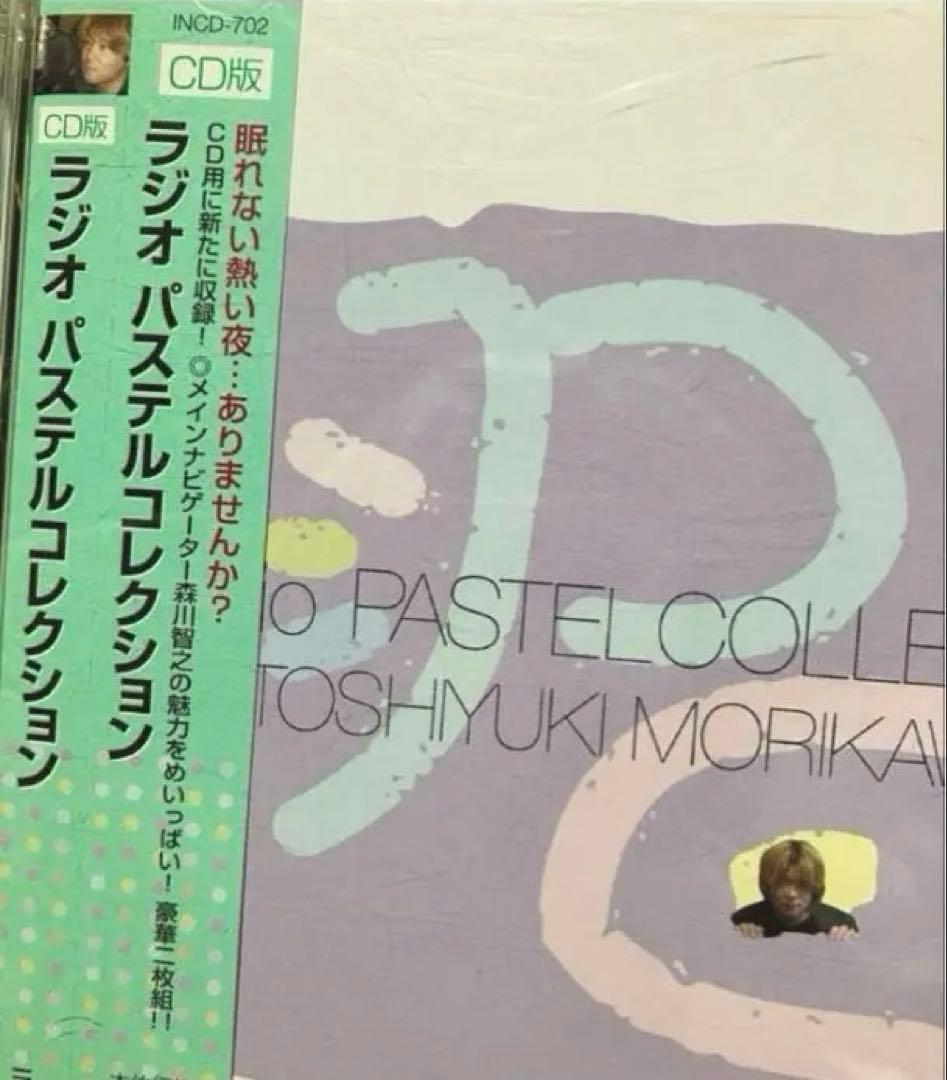 INCD-702
CD版
眠れない熱い夜…ありませんか?
CD用に新たに収録! ◎メインナビゲーター森川智之の魅力をめいっぱい! 豪華二枚組!!
ラジオ パステルコレクション
CD版
ラジオ パステルコレクション
io PASTEL COLLE
TOSHIYUKI MORIKAW